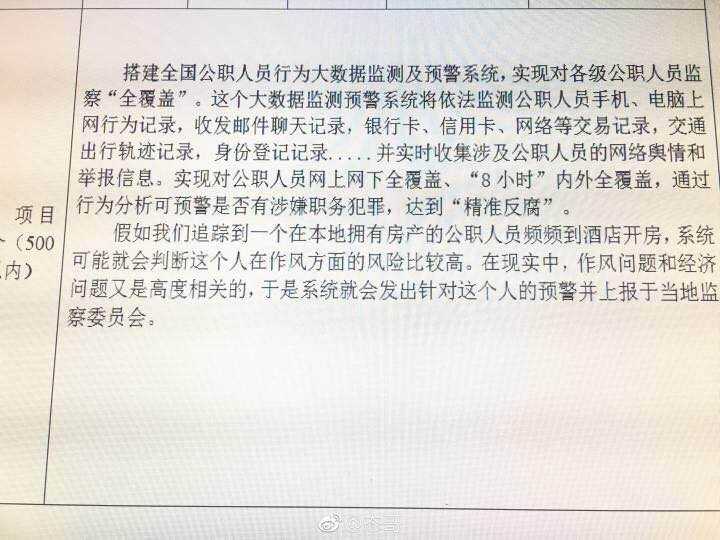 搭建全国公职人员行为大数据监测及预警系统，实现对各级公职人员监
察“全覆盖”。这个大数据监测预警系统将依法监测公职人员手机、电脑上
网行为记录，收发邮件聊天记录，银行卡、信用卡、网络等交易记录，交通
出行轨迹记录，身份登记记录.....并实时收集涉及公职人员的网络舆情和
举报信息。实现对公职人员网上网下全覆盖、“8 小时”内外全覆盖，通过
行为分析可预警是否有涉嫌职务犯罪，达到“精准反腐”。
假如我们追踪到一个在本地拥有房产的公职人员频频到酒店开房，系统
可能就会判断这个人在作风方面的风险比较高。在现实中，作风问题和经济
问题又是高度相关的，于是系统就会发出针对这个人的预警并上报于当地监
察委员会。
项目
（500
内）